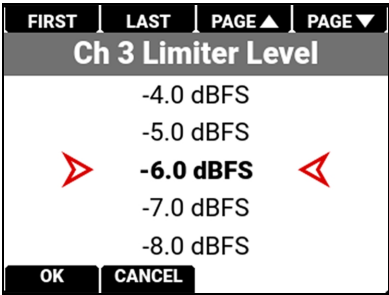 FIRST LAST PAGE▲ PAGE▼
Ch 3 Limiter Level
-4.0 dBFS
-5.0 dBFS
-6.0 dBFS
-7.0 dBFS
-8.0 dBFS
OK CANCEL